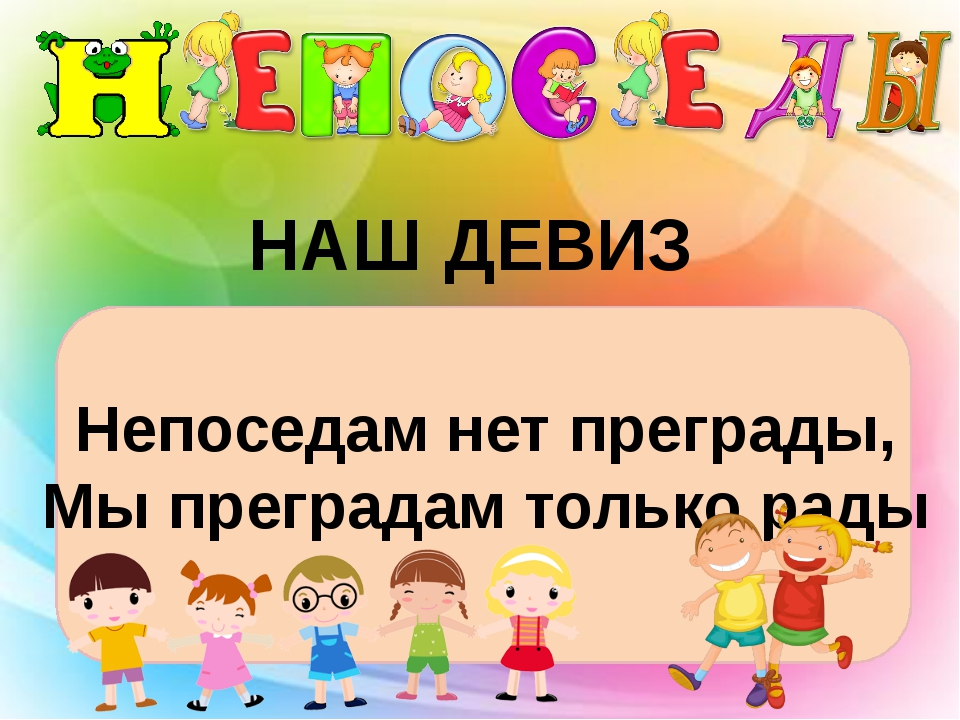 НЕПОСЕДЫ
НАШ ДЕВИЗ
Непоседам нет преграды,
Мы преградам только рады